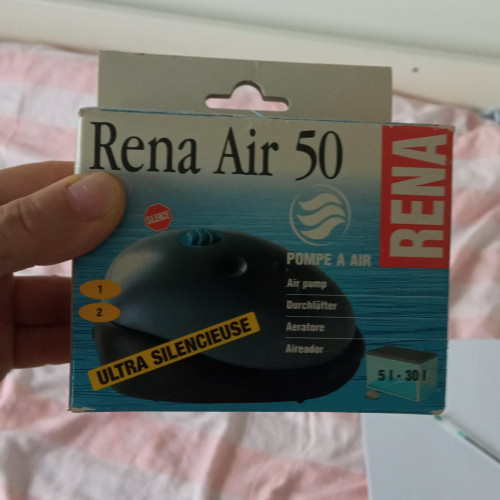 Rena Air 50
RENA
SILENCE
POMPE A AIR
Air pump
Durchlüfter
Aeratore
Aireador
1
2
ULTRA SILENCIEUSE
5 l - 30 l